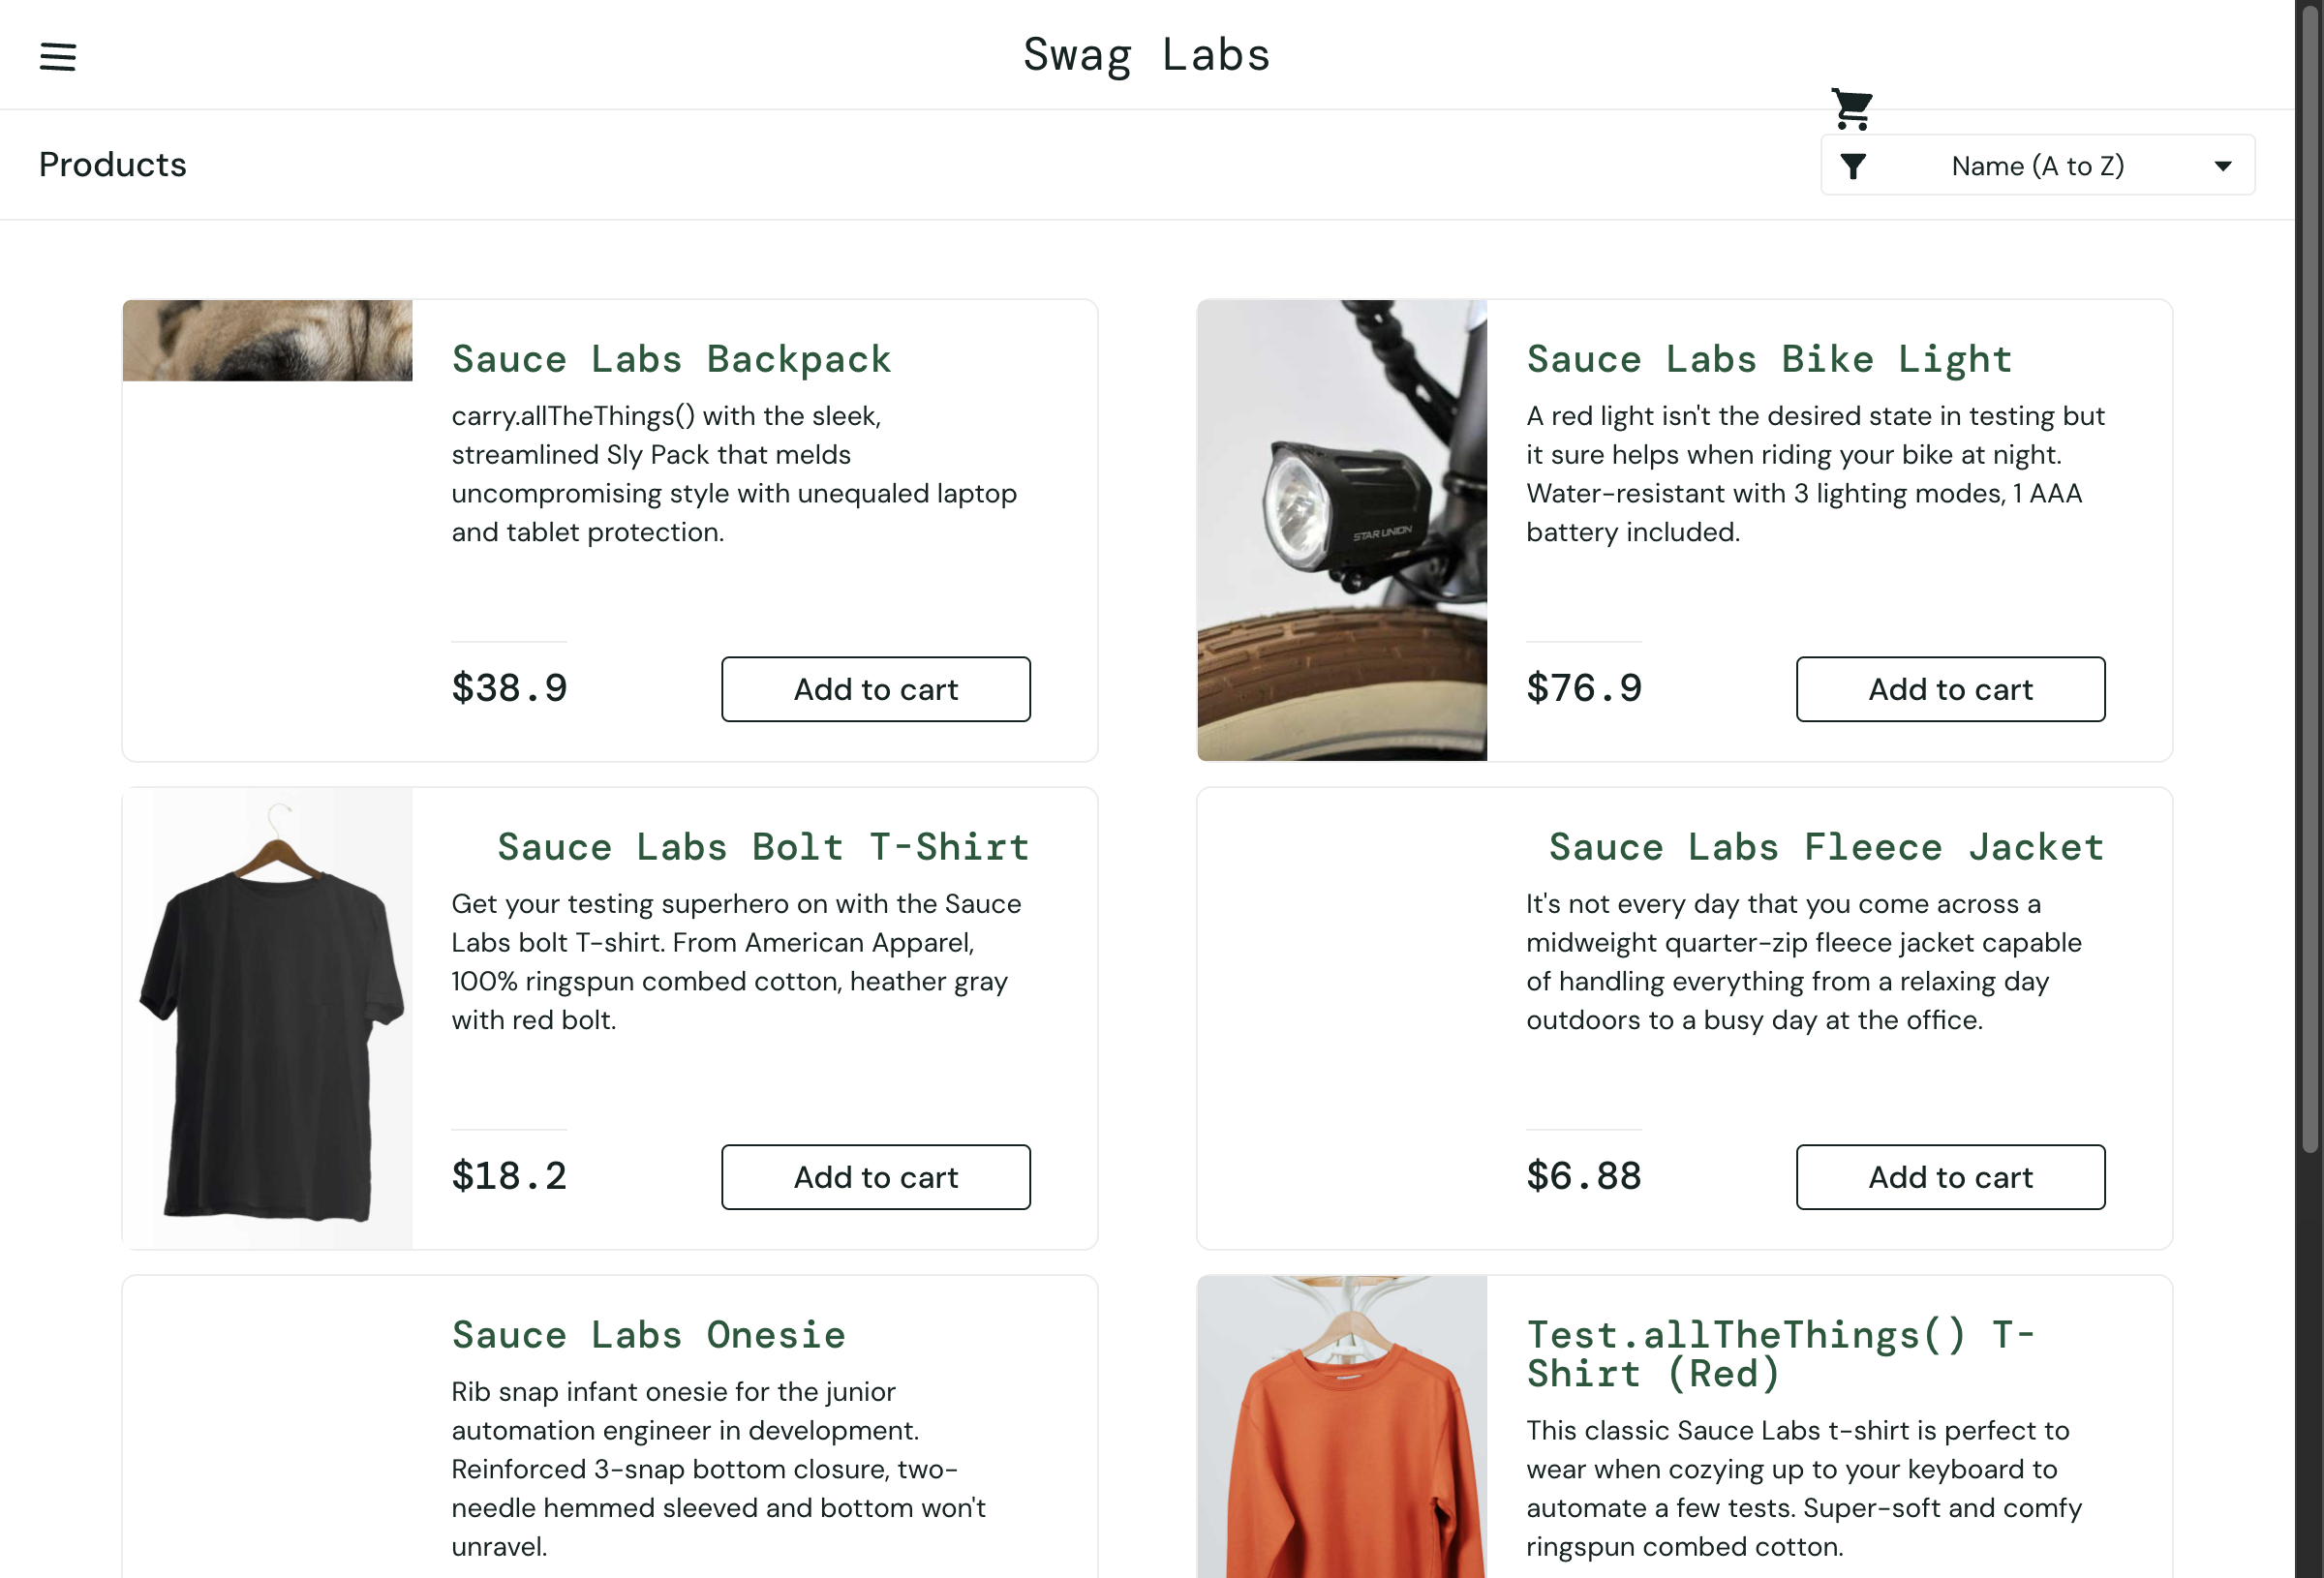 Swag Labs
Products
Name (A to Z)
Sauce Labs Backpack
carry.allTheThings() with the sleek,
streamlined Sly Pack that melds
uncompromising style with unequaled laptop
and tablet protection.
$38.9
Add to cart
Sauce Labs Bike Light
A red light isn't the desired state in testing but
it sure helps when riding your bike at night.
Water-resistant with 3 lighting modes, 1 AAA
battery included.
STAR UNION
$76.9
Add to cart
Sauce Labs Bolt T-Shirt
Get your testing superhero on with the Sauce
Labs bolt T-shirt. From American Apparel,
100% ringspun combed cotton, heather gray
with red bolt.
$18.2
Add to cart
Sauce Labs Fleece Jacket
It's not every day that you come across a
midweight quarter-zip fleece jacket capable
of handling everything from a relaxing day
outdoors to a busy day at the office.
$6.88
Add to cart
Sauce Labs Onesie
Rib snap infant onesie for the junior
automation engineer in development.
Reinforced 3-snap bottom closure, two-
needle hemmed sleeved and bottom won't
unravel.
Test.allTheThings() T-
Shirt (Red)
This classic Sauce Labs t-shirt is perfect to
wear when cozying up to your keyboard to
automate a few tests. Super-soft and comfy
ringspun combed cotton.